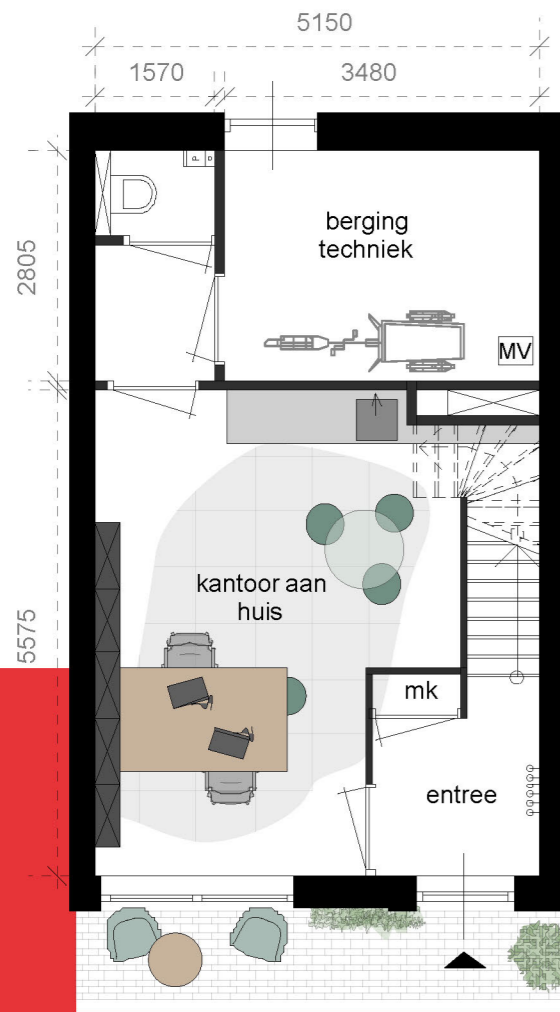 5150
1570
3480
2805
P
D
berging
techniek
MV
kantoor aan
huis
5575
mk
entree